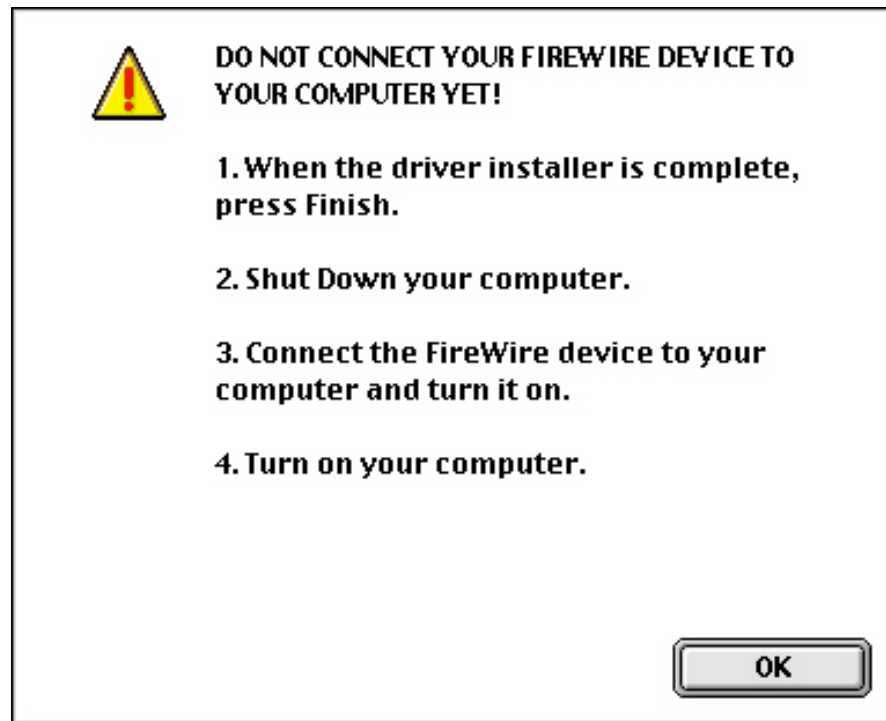 DO NOT CONNECT YOUR FIREWIRE DEVICE TO
YOUR COMPUTER YET!
1. When the driver installer is complete,
press Finish.
2. Shut Down your computer.
3. Connect the FireWire device to your
computer and turn it on.
4. Turn on your computer.
OK